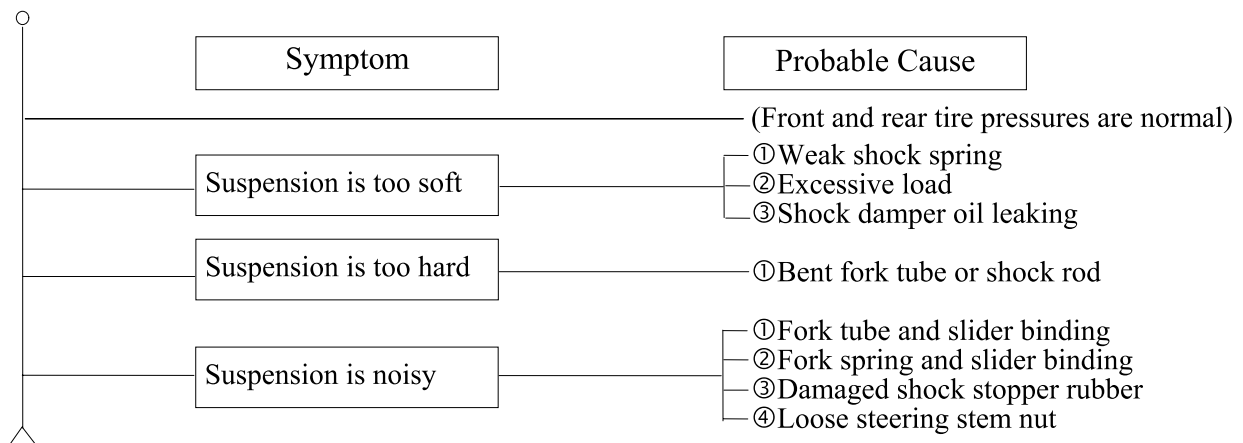 Symptom
Probable Cause
(Front and rear tire pressures are normal)
Suspension is too soft
①Weak shock spring
②Excessive load
③Shock damper oil leaking
Suspension is too hard
①Bent fork tube or shock rod
Suspension is noisy
①Fork tube and slider binding
②Fork spring and slider binding
③Damaged shock stopper rubber
④Loose steering stem nut